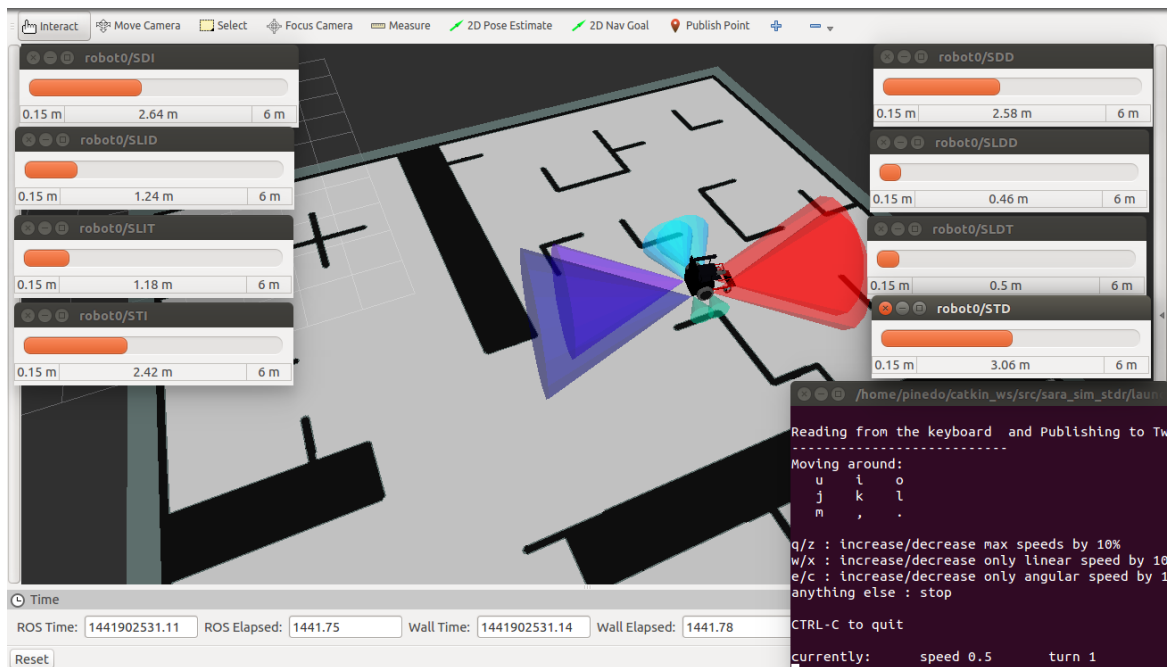 Interact Move Camera Select Focus Camera Measure 2D Pose Estimate 2D Nav Goal Publish Point
robot0/SDI
0.15 m 2.64 m 6 m
robot0/SLID
0.15 m 1.24 m 6 m
robot0/SLIT
0.15 m 1.18 m 6 m
robot0/STI
0.15 m 2.42 m 6 m
robot0/SDD
0.15 m 2.58 m 6 m
robot0/SLDD
0.15 m 0.46 m 6 m
robot0/SLDT
0.15 m 0.5 m 6 m
robot0/STD
0.15 m 3.06 m 6 m
/home/pinedo/catkin_ws/src/sara_sim_stdr/laun
Reading from the keyboard and Publishing to Tw
---------------------------
Moving around:
u i o
j k l
m , .
q/z : increase/decrease max speeds by 10%
w/x : increase/decrease only linear speed by 10
e/c : increase/decrease only angular speed by 1
anything else : stop
CTRL-C to quit
currently: speed 0.5 turn 1
Time
ROS Time: 1441902531.11 ROS Elapsed: 1441.75 Wall Time: 1441902531.14 Wall Elapsed: 1441.78
Reset